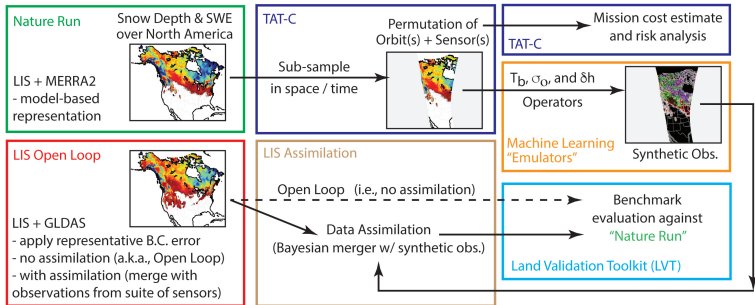 Nature Run
Snow Depth & SWE
over North America
LIS + MERRA2
- model-based
representation
TAT-C
Permutation of
Orbit(s) + Sensor(s)
Sub-sample
in space / time
Mission cost estimate
and risk analysis
TAT-C
Tb, σo, and δh
Operators
Machine Learning
"Emulators"
Synthetic Obs.
LIS Open Loop
LIS + GLDAS
- apply representative B.C. error
- no assimilation (a.k.a., Open Loop)
- with assimilation (merge with
observations from suite of sensors)
LIS Assimilation
Open Loop (i.e., no assimilation)
Data Assimilation
(Bayesian merger w/ synthetic obs.)
Benchmark
evaluation against
"Nature Run"
Land Validation Toolkit (LVT)